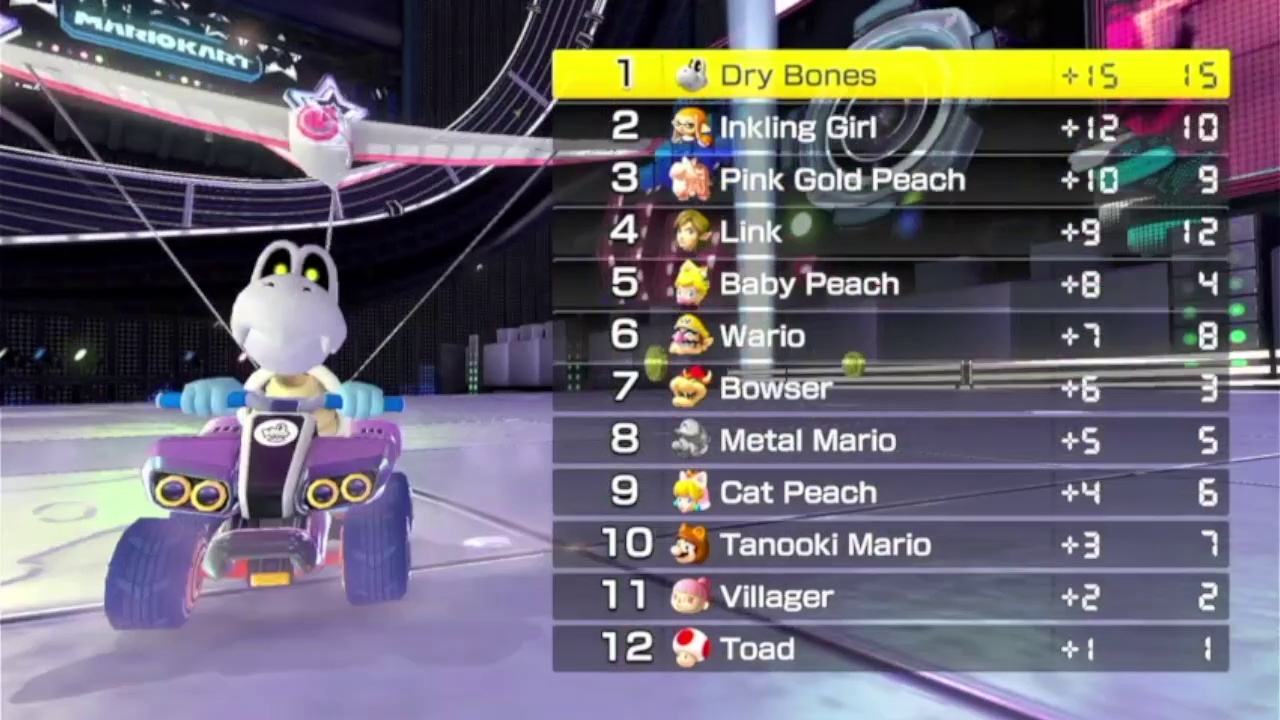 MARIOKART
1 Dry Bones +15 15
2 Inkling Girl +12 10
3 Pink Gold Peach +10 9
4 Link +9 12
5 Baby Peach +8 4
6 Wario +7 8
7 Bowser +6 3
8 Metal Mario +5 5
9 Cat Peach +4 6
10 Tanooki Mario +3 7
11 Villager +2 2
12 Toad +1 1